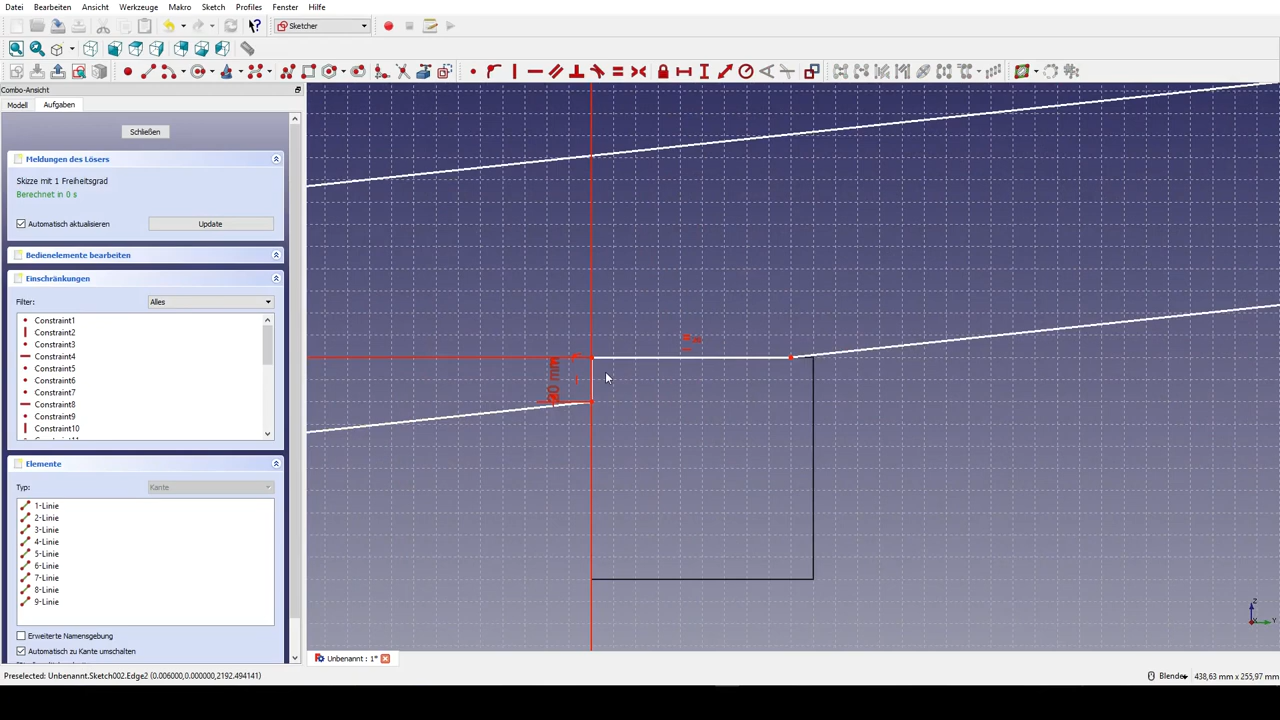 Datei Bearbeiten Ansicht Werkzeuge Makro Sketch Profiles Fenster Hilfe
Sketcher
Combo-Ansicht
Modell Aufgaben
Schließen
Meldungen des Lösers
Skizze mit 1 Freiheitsgrad
Berechnet in 0 s
Automatisch aktualisieren Update
Bedienelemente bearbeiten
Einschränkungen
Filter: Alles
Constraint1
Constraint2
Constraint3
Constraint4
Constraint5
Constraint6
Constraint7
Constraint8
Constraint9
Constraint10
Elemente
Typ: Kante
1-Linie
2-Linie
3-Linie
4-Linie
5-Linie
6-Linie
7-Linie
8-Linie
9-Linie
Erweiterte Namensgebung
Automatisch zu Kante umschalten
20 mm
Z
Y
X
Unbenannt : 1*
Preselected: Unbenannt.Sketch002.Edge2 (0.006000,0.000000,2192.494141)
Blender
438,63 mm x 255,97 mm